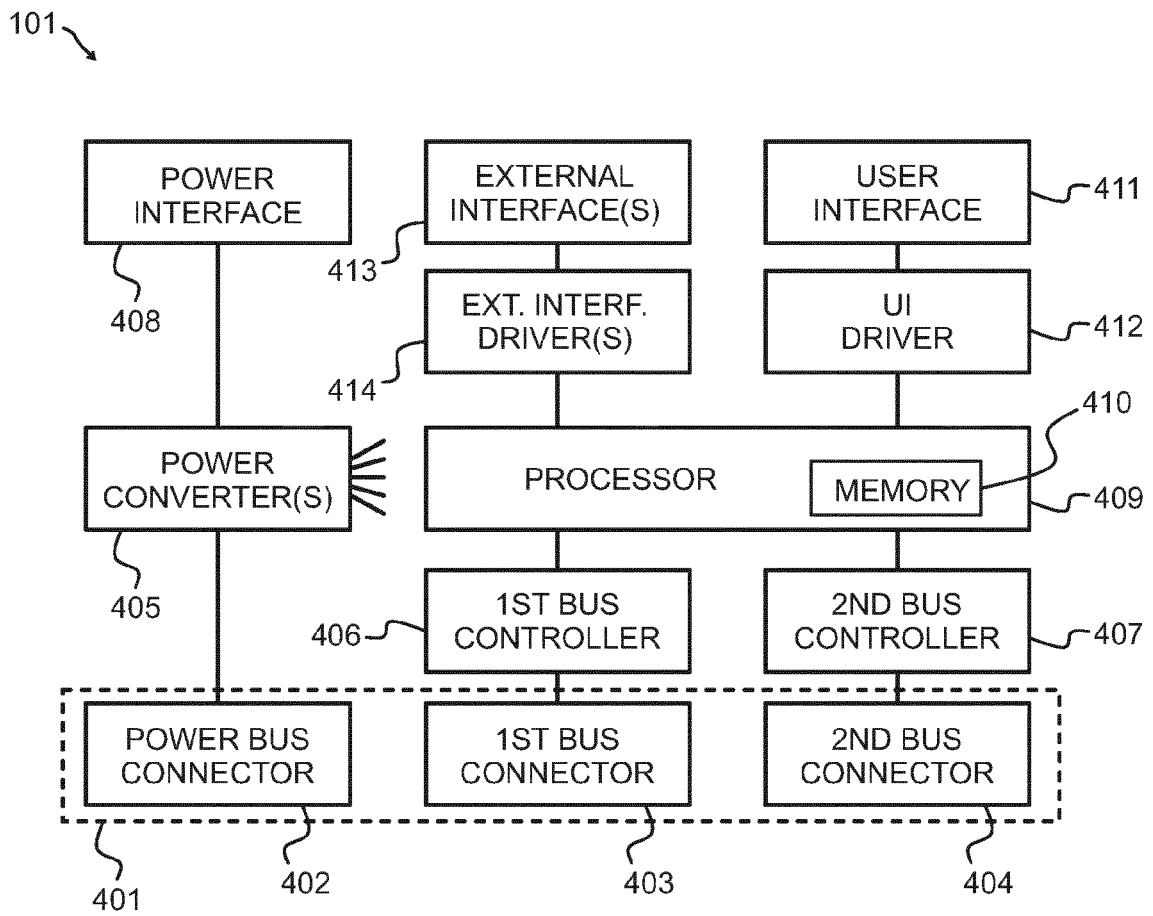 101
POWER
INTERFACE
EXTERNAL
INTERFACE(S)
USER
INTERFACE
411
413
408
EXT. INTERF.
DRIVER(S)
UI
DRIVER
412
414
410
POWER
CONVERTER(S)
PROCESSOR
MEMORY
409
405
406
1ST BUS
CONTROLLER
2ND BUS
CONTROLLER
407
POWER BUS
CONNECTOR
1ST BUS
CONNECTOR
2ND BUS
CONNECTOR
401
402
403
404